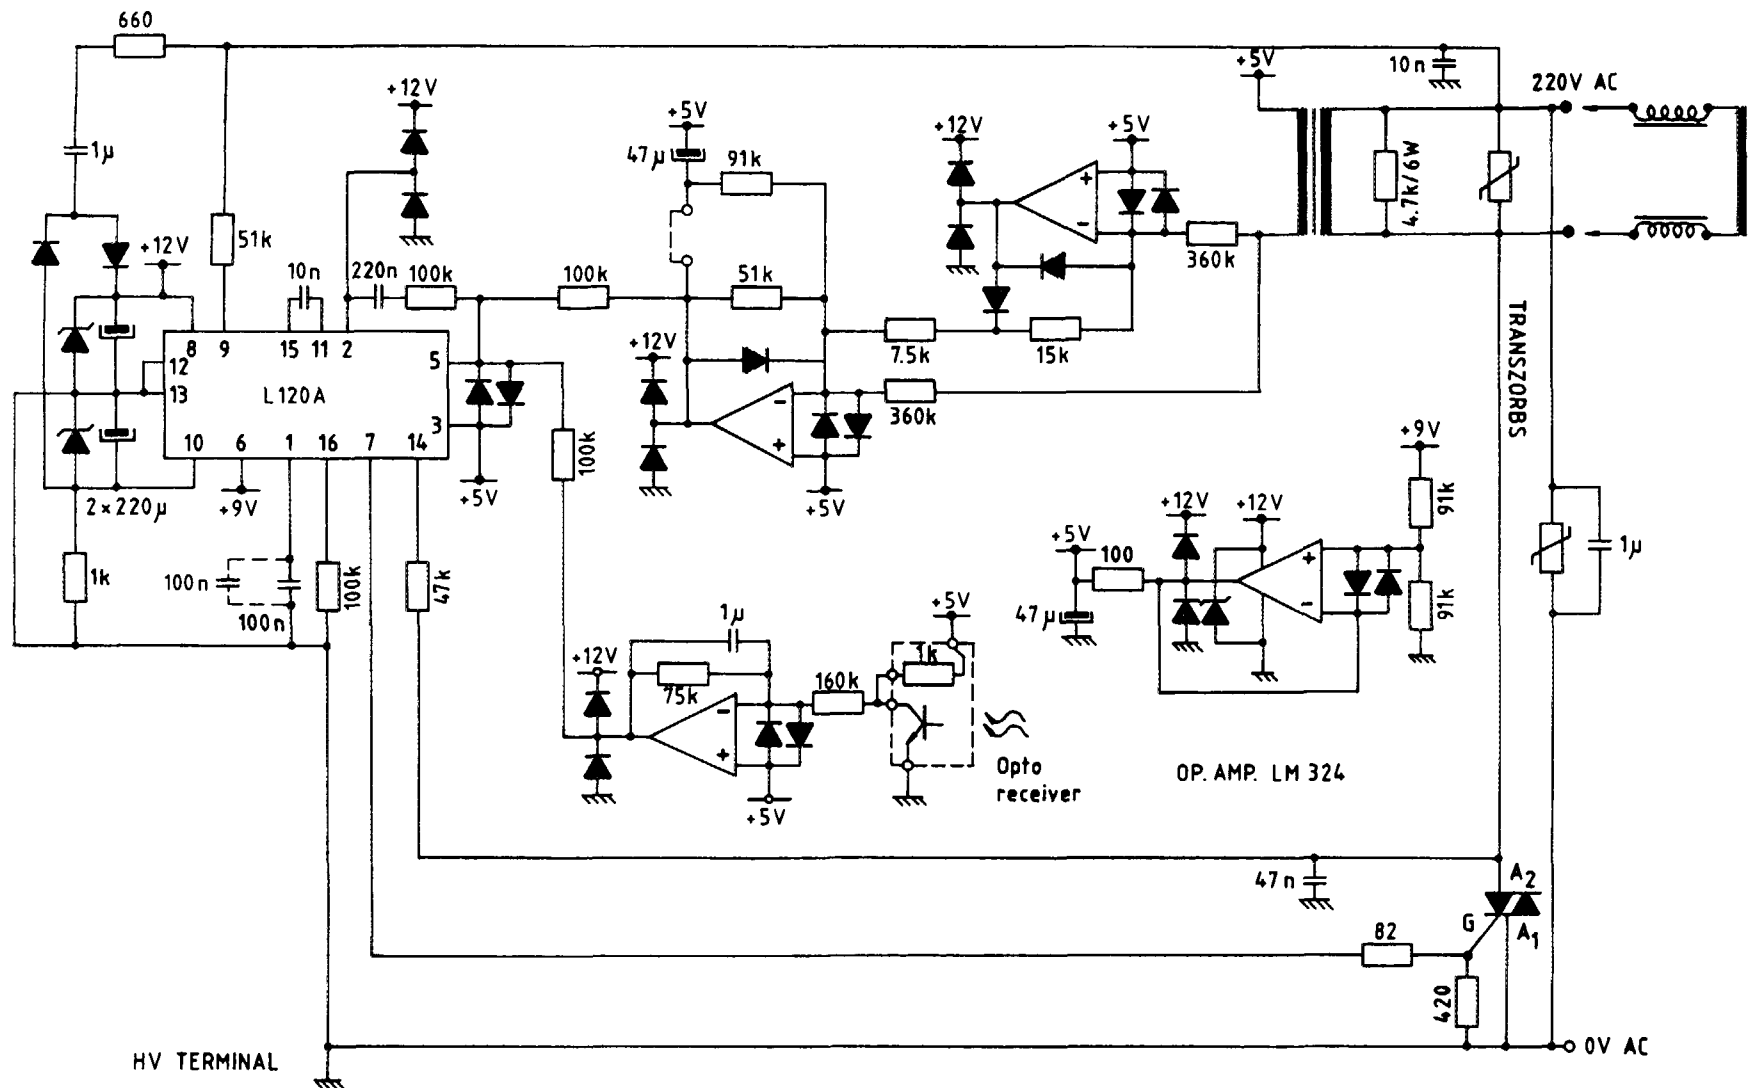 660
+5V
10n
220V AC
+12V
+5V
+12V
+5V
1μ
47μ
91k
4.7k/6W
51k
+12V
10n
220n
100k
100k
51k
360k
TRANSZORBS
8
9
15
11
2
+12V
7.5k
15k
12
5
13
L120A
360k
3
10
6
1
16
7
14
100k
+9V
2×220μ
+9V
+5V
+5V
+12V
+12V
91k
+5V
100
1μ
1k
100n
100k
47k
+5V
47μ
91k
100n
1μ
+12V
1k
75k
160k
+5V
Opto
receiver
OP. AMP. LM 324
47n
A2
G
A1
82
420
HV TERMINAL
0V AC
+
-
-
+
+
-
-
+